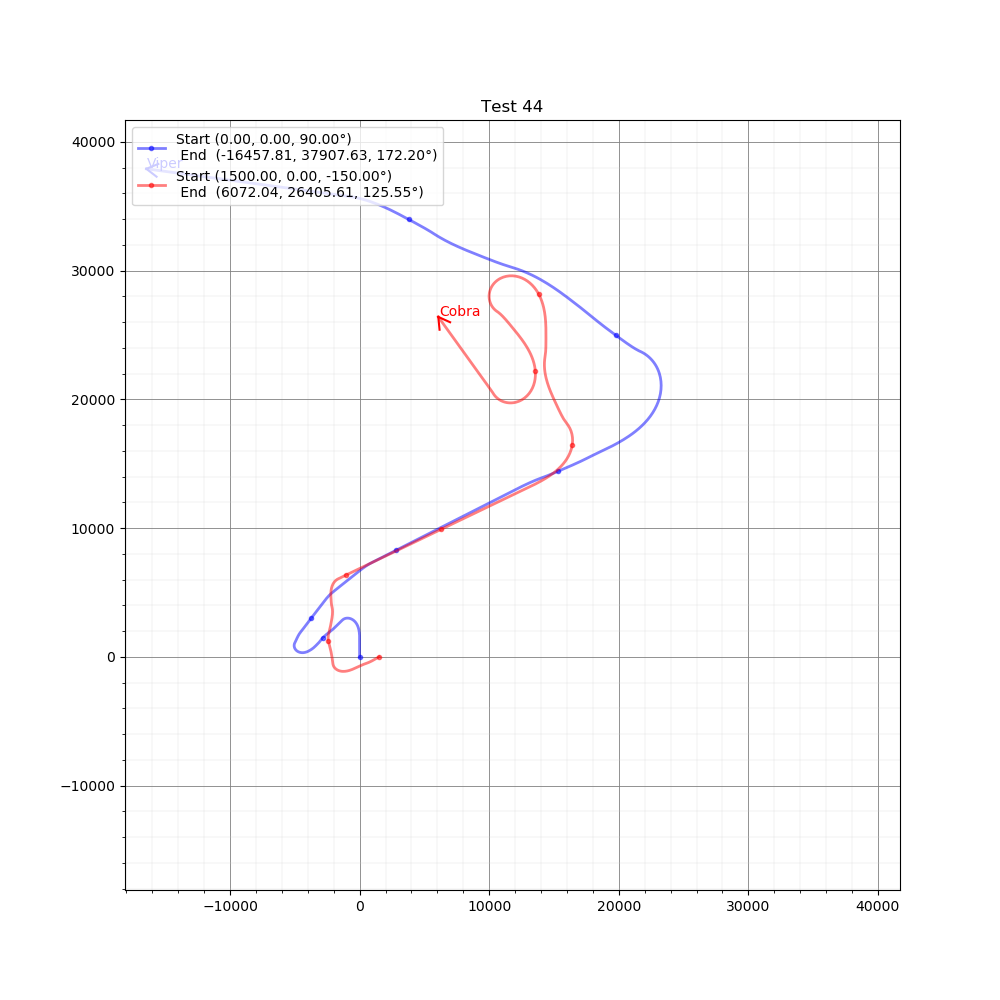 Test 44
Start (0.00, 0.00, 90.00°)
End (-16457.81, 37907.63, 172.20°)
Start (1500.00, 0.00, -150.00°)
End (6072.04, 26405.61, 125.55°)
Viper
Cobra
40000
30000
20000
10000
0
−10000
−10000
0
10000
20000
30000
40000